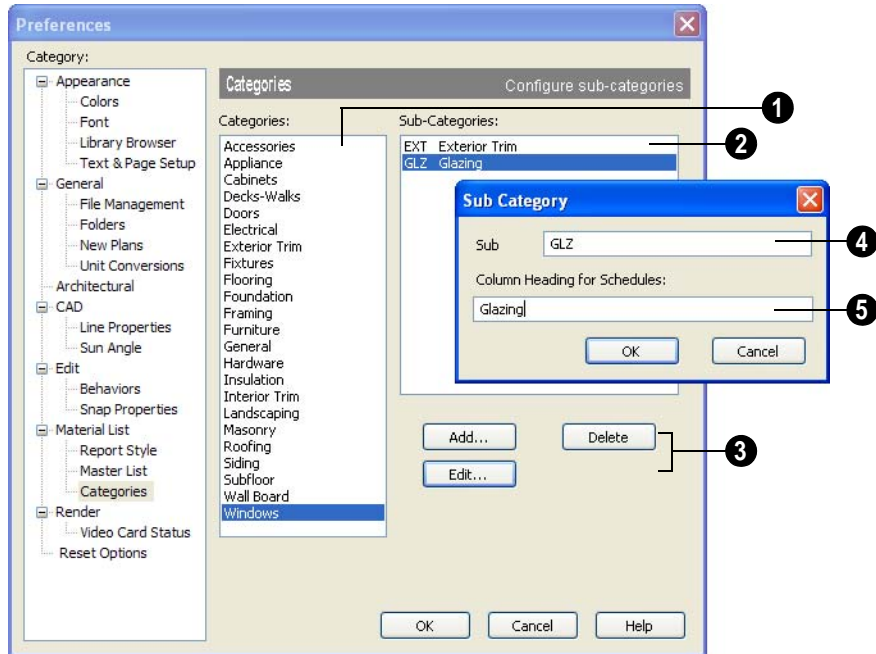 Preferences
Category:
Appearance
Colors
Font
Library Browser
Text & Page Setup
General
File Management
Folders
New Plans
Unit Conversions
Architectural
CAD
Line Properties
Sun Angle
Edit
Behaviors
Snap Properties
Material List
Report Style
Master List
Categories
Render
Video Card Status
Reset Options
Categories
Configure sub-categories
Categories:
Accessories
Appliance
Cabinets
Decks-Walks
Doors
Electrical
Exterior Trim
Fixtures
Flooring
Foundation
Framing
Furniture
General
Hardware
Insulation
Interior Trim
Landscaping
Masonry
Roofing
Siding
Subfloor
Wall Board
Windows
1
Sub-Categories:
EXT Exterior Trim
GLZ Glazing
2
Sub Category
Sub GLZ
4
Column Heading for Schedules:
Glazing
5
OK Cancel
Add... Delete
Edit...
3
OK Cancel Help